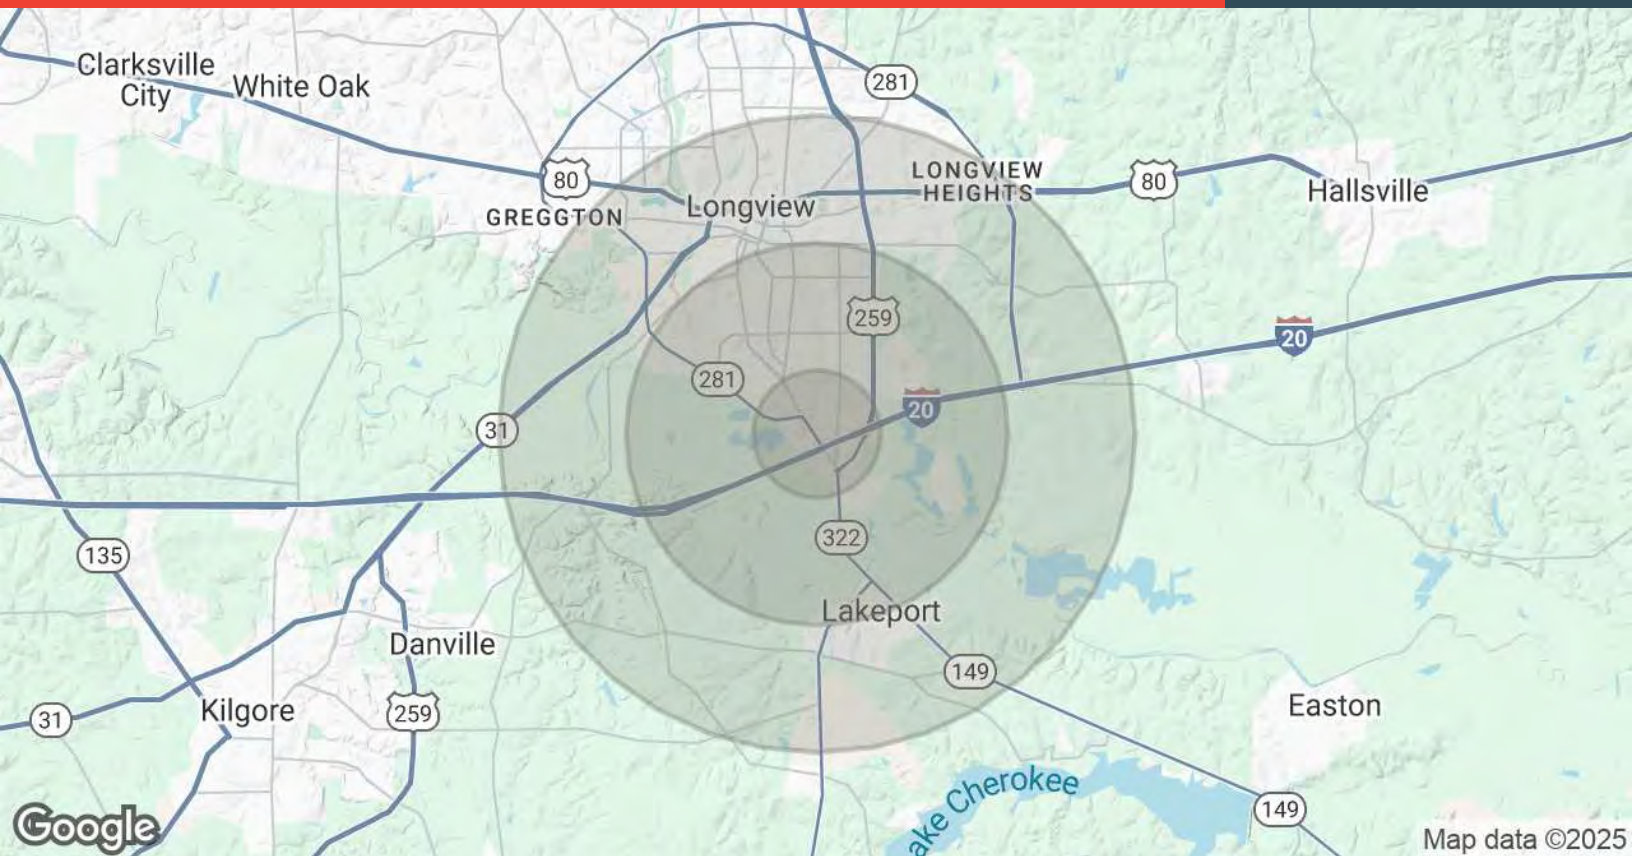 281
Clarksville
City
White Oak
80
LONGVIEW
HEIGHTS
80
Hallsville
GREGGTON
Longview
259
20
281
20
31
322
135
Lakeport
Danville
149
Kilgore
259
31
Easton
ake Cherokee
149
Google
Map data ©2025